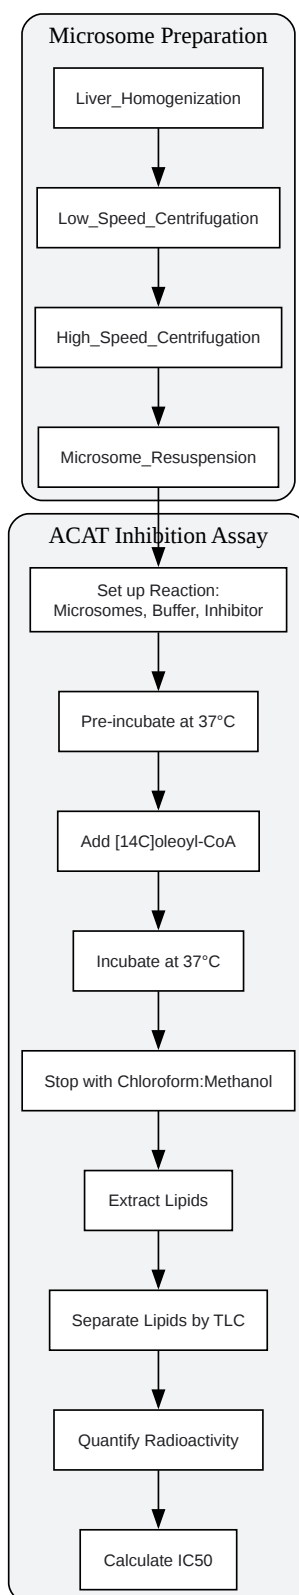 Microsome Preparation
Liver_Homogenization
Low_Speed_Centrifugation
High_Speed_Centrifugation
Microsome_Resuspension
ACAT Inhibition Assay
Set up Reaction:
Microsomes, Buffer, Inhibitor
Pre-incubate at 37°C
Add [14C]oleoyl-CoA
Incubate at 37°C
Stop with Chloroform:Methanol
Extract Lipids
Separate Lipids by TLC
Quantify Radioactivity
Calculate IC50